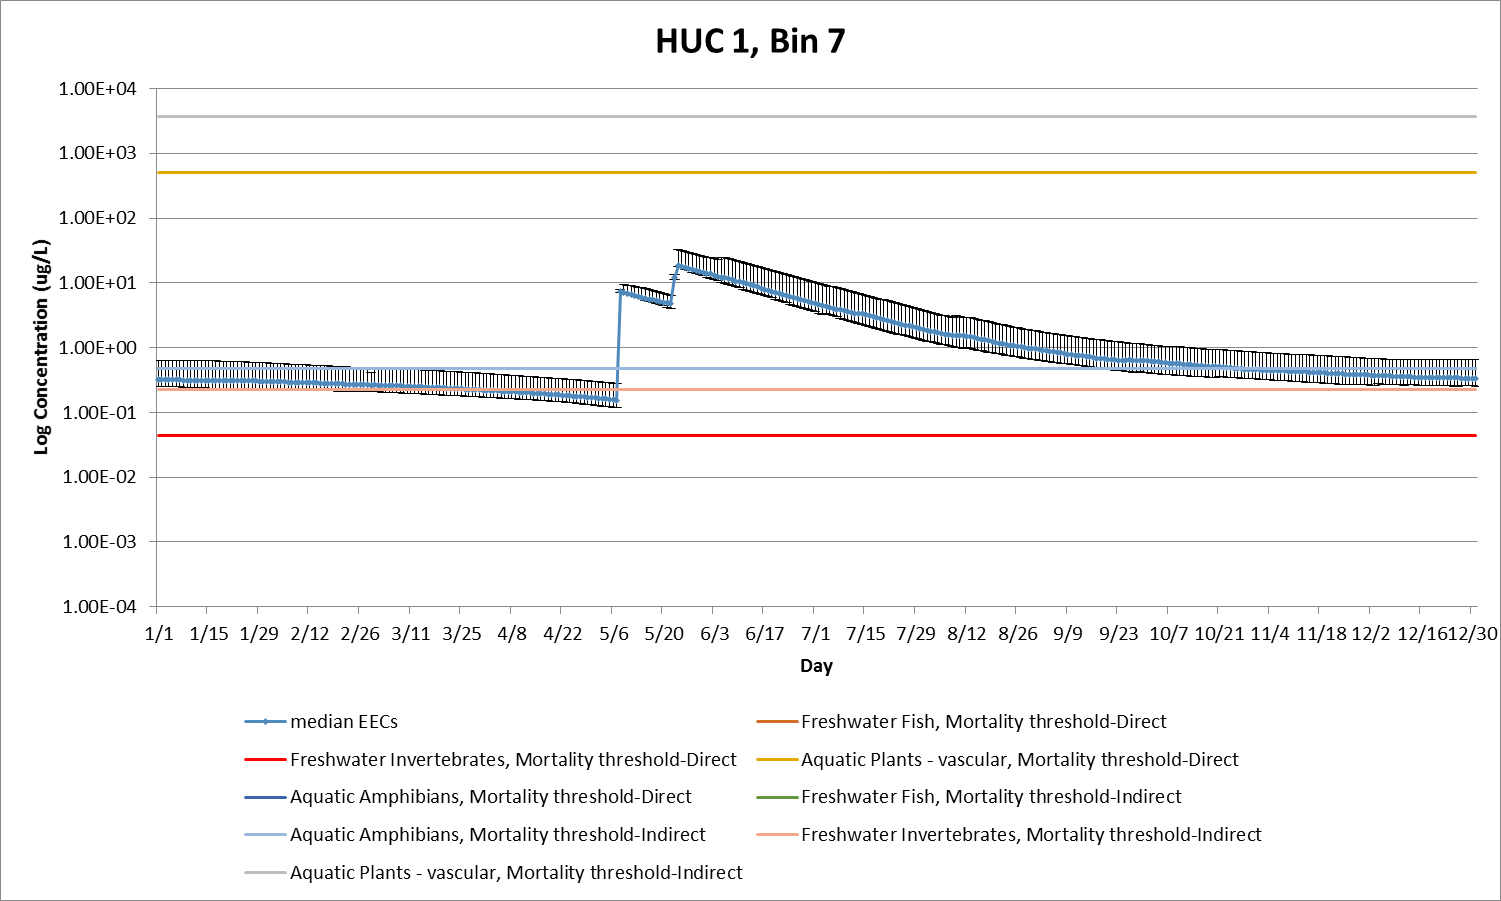 HUC 1, Bin 7
1.00E+04
1.00E+03
1.00E+02
1.00E+01
1.00E+00
1.00E-01
1.00E-02
1.00E-03
1.00E-04
Log Concentration (ug/L)
1/1 1/15 1/29 2/12 2/26 3/11 3/25 4/8 4/22 5/6 5/20 6/3 6/17 7/1 7/15 7/29 8/12 8/26 9/9 9/23 10/7 10/21 11/4 11/18 12/2 12/16 12/30
Day
median EECs
Freshwater Fish, Mortality threshold-Direct
Freshwater Invertebrates, Mortality threshold-Direct
Aquatic Plants - vascular, Mortality threshold-Direct
Aquatic Amphibians, Mortality threshold-Direct
Freshwater Fish, Mortality threshold-Indirect
Aquatic Amphibians, Mortality threshold-Indirect
Freshwater Invertebrates, Mortality threshold-Indirect
Aquatic Plants - vascular, Mortality threshold-Indirect